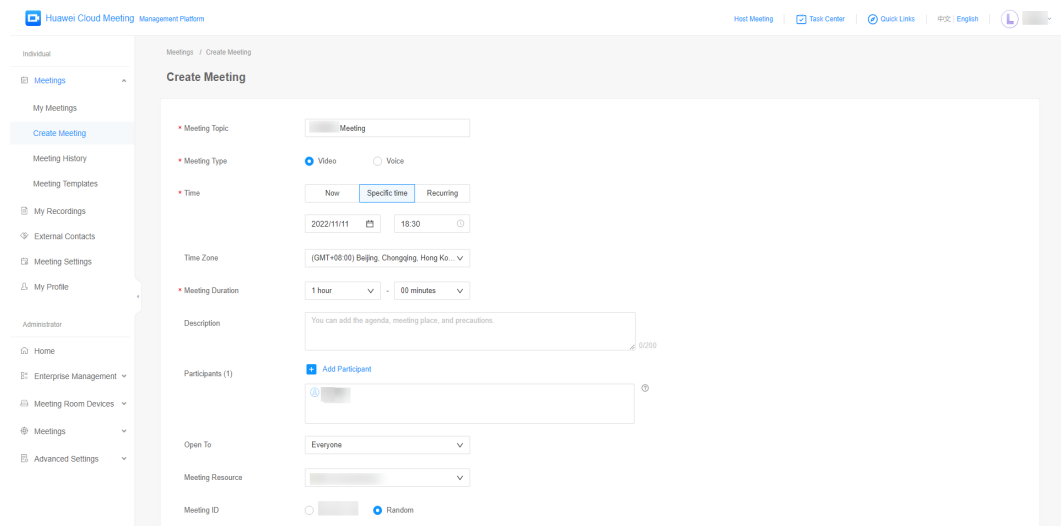 Huawei Cloud Meeting Management Platform
Host Meeting Task Center Quick Links 中文 | English L
Individual
Meetings
My Meetings
Create Meeting
Meeting History
Meeting Templates
My Recordings
External Contacts
Meeting Settings
My Profile
Administrator
Home
Enterprise Management
Meeting Room Devices
Meetings
Advanced Settings
Meetings / Create Meeting
Create Meeting
* Meeting Topic Meeting
* Meeting Type Video Voice
* Time Now Specific time Recurring
2022/11/11 18:30
Time Zone (GMT+08:00) Beijing, Chongqing, Hong Ko...
* Meeting Duration 1 hour - 00 minutes
Description You can add the agenda, meeting place, and precautions.
0/200
Participants (1) + Add Participant
Open To Everyone
Meeting Resource
Meeting ID Random